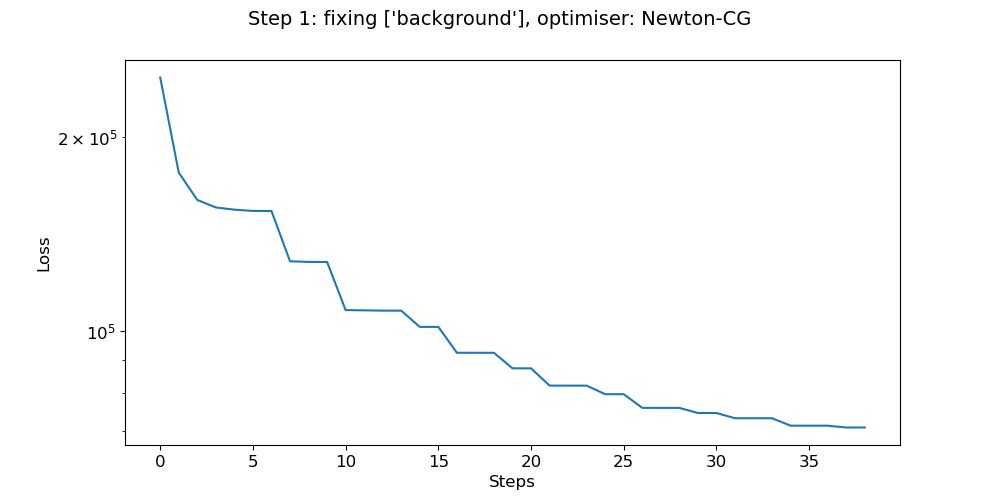 Step 1: fixing ['background'], optimiser: Newton-CG
2 × 10⁵
10⁵
Loss
0 5 10 15 20 25 30 35
Steps